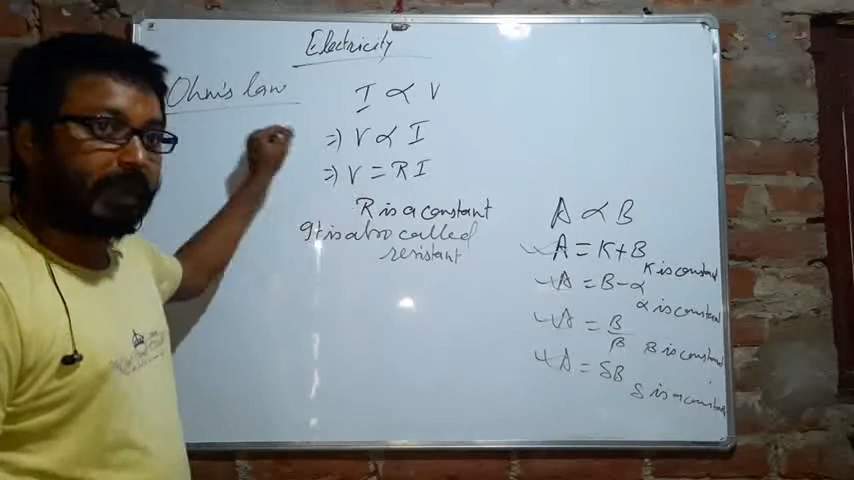 Electricity
Ohm's law
I ∝ V
⇒ V ∝ I
⇒ V = RI
R is a constant
It is also called
resistant
A ∝ B
A = K+B
K is constant
A = B-α
α is constant
A = B/β
β is constant
A = δB
δ is a constant